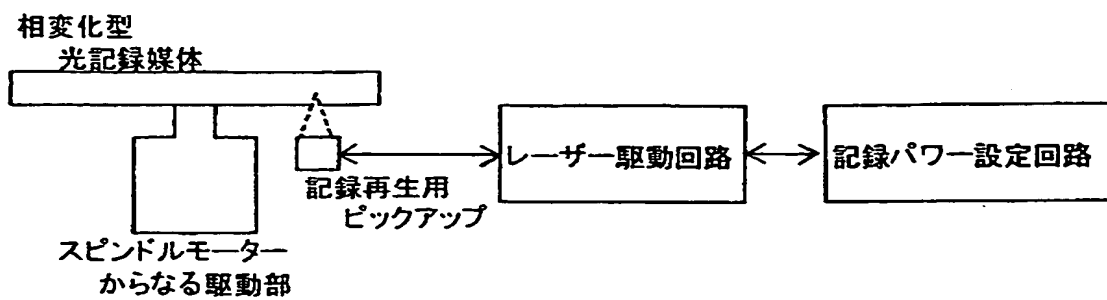 相変化型
光記録媒体
レーザー駆動回路
記録パワー設定回路
記録再生用
ピックアップ
スピンドルモーター
からなる駆動部